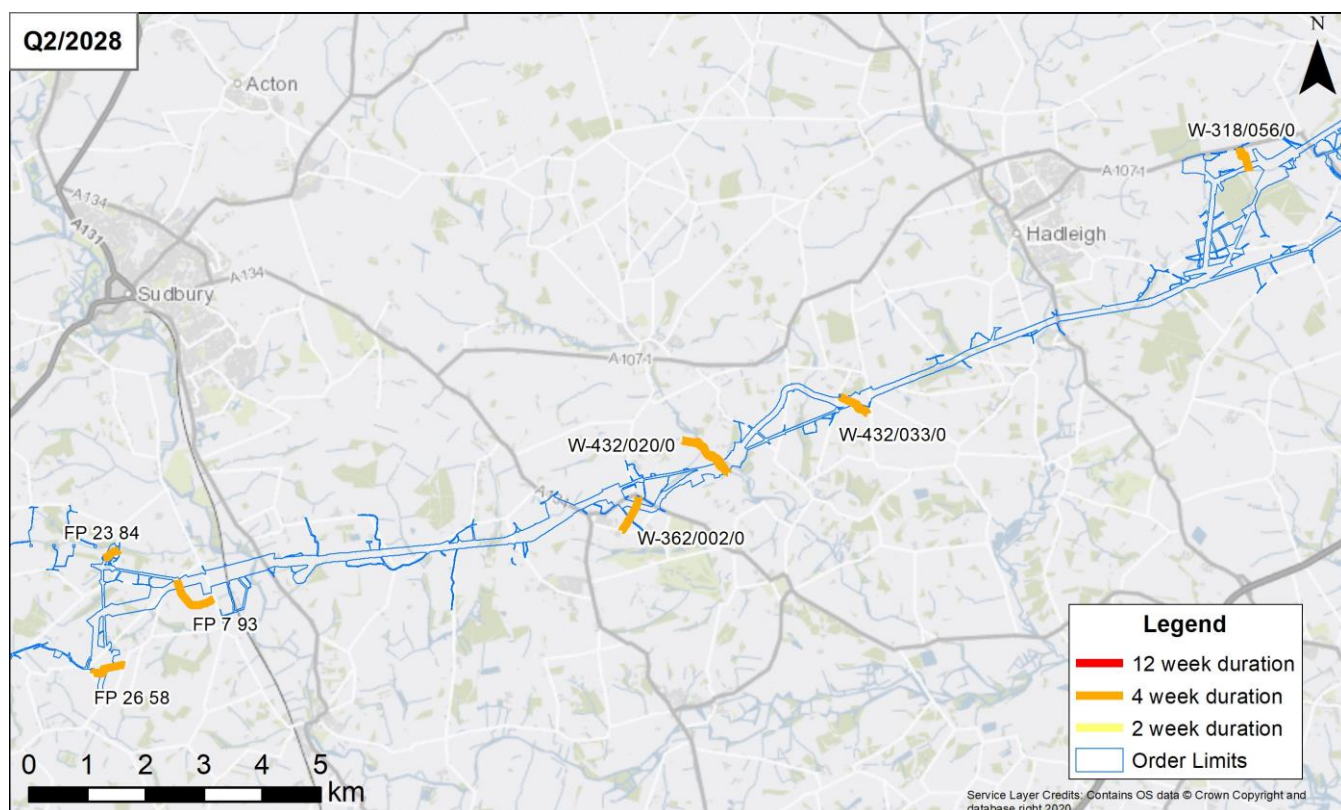 Q2/2028
N
Acton
W-318/056/0
A134
A1071
A131
Hadleigh
A134
Sudbury
A1071
W-432/033/0
W-432/020/0
A134
FP 23 84
W-362/002/0
FP 7 93
FP 26 58
Legend
12 week duration
4 week duration
2 week duration
Order Limits
0 1 2 3 4 5
km
Service Layer Credits: Contains OS data © Crown Copyright and
database right 2020